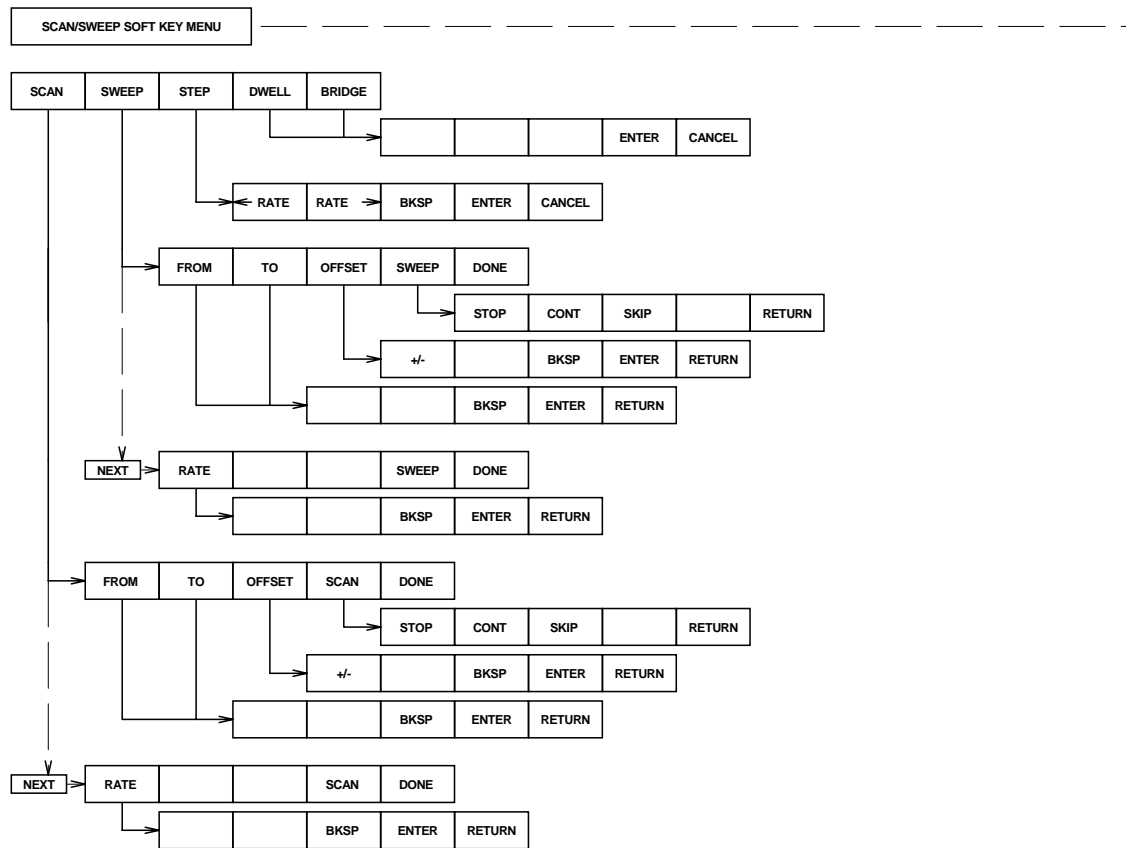 SCAN/SWEEP SOFT KEY MENU
SCAN SWEEP STEP DWELL BRIDGE
ENTER CANCEL
RATE RATE BKSP ENTER CANCEL
FROM TO OFFSET SWEEP DONE
STOP CONT SKIP RETURN
+/- BKSP ENTER RETURN
BKSP ENTER RETURN
NEXT RATE SWEEP DONE
BKSP ENTER RETURN
FROM TO OFFSET SCAN DONE
STOP CONT SKIP RETURN
+/- BKSP ENTER RETURN
BKSP ENTER RETURN
NEXT RATE SCAN DONE
BKSP ENTER RETURN